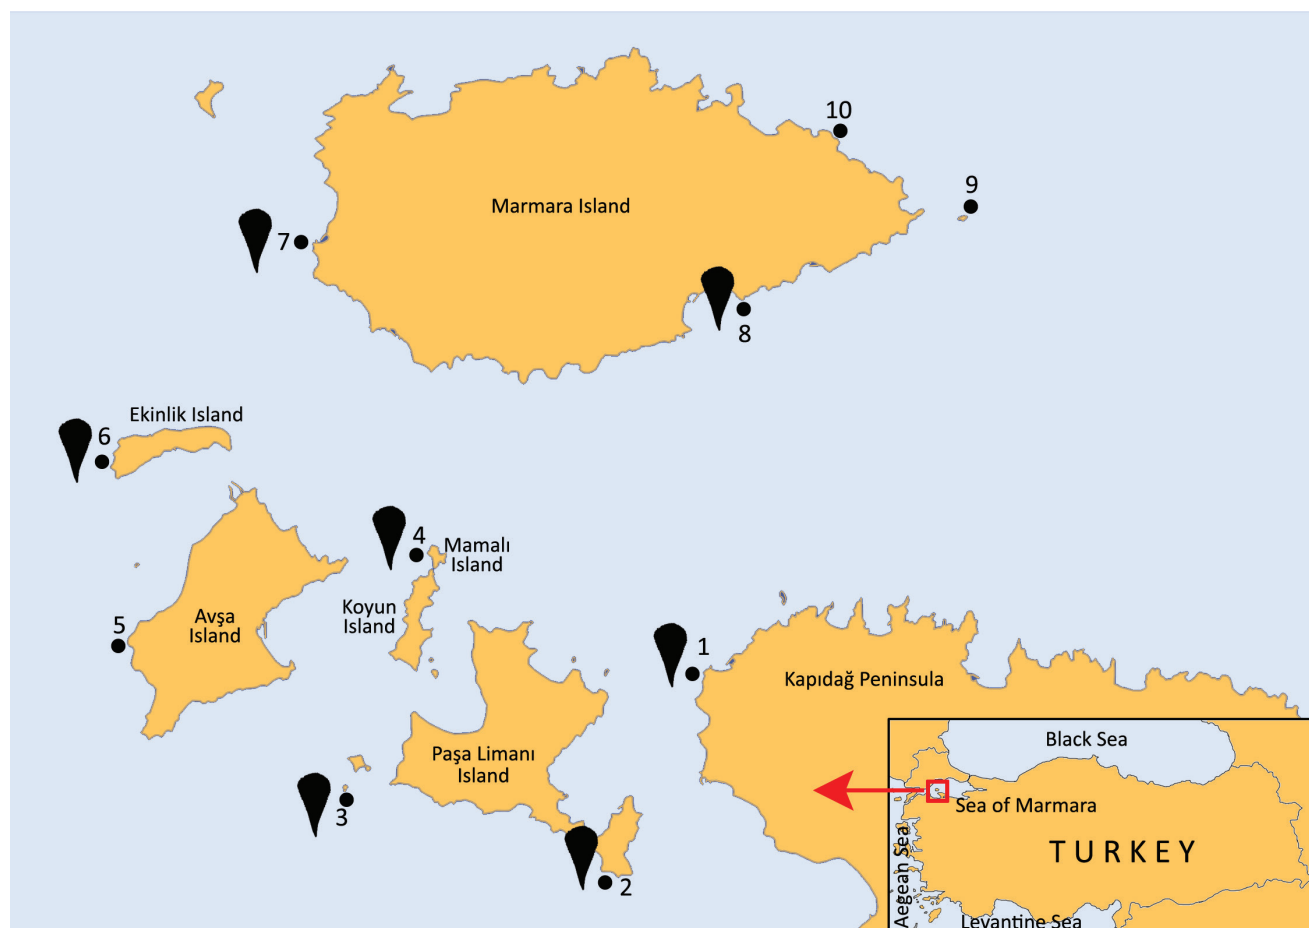 10
9
Marmara Island
7
8
Ekinlik Island
6
4
Mamalı
Island
Koyun
Island
Avşa
Island
5
1
Kapıdağ Peninsula
Paşa Limanı
Island
3
2
Black Sea
Sea of Marmara
TURKEY
Aegean Sea
Levantine Sea